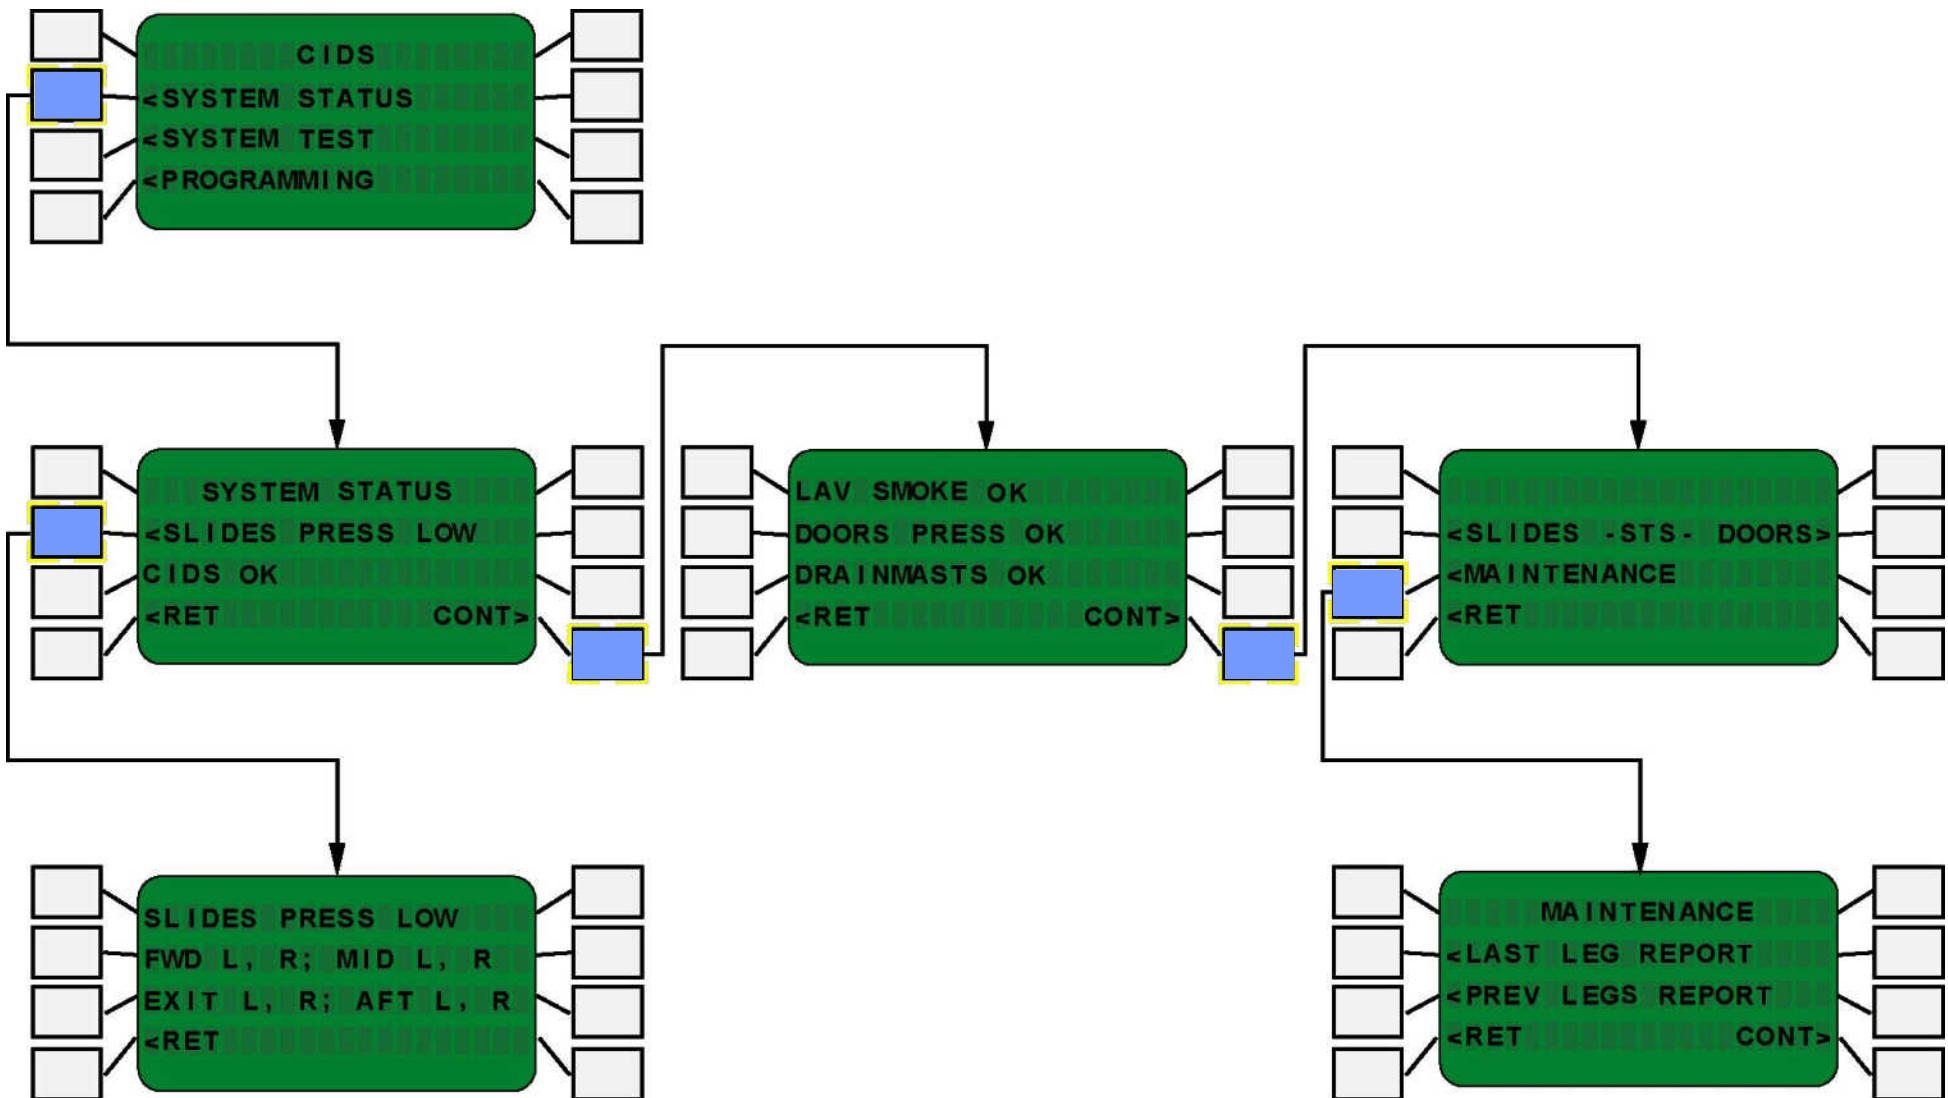 CIDS
<SYSTEM STATUS
<SYSTEM TEST
<PROGRAMMING
SYSTEM STATUS
<SLIDES PRESS LOW
CIDS OK
<RET CONT>
LAV SMOKE OK
DOORS PRESS OK
DRAINMASTS OK
<RET CONT>
<SLIDES -STS- DOORS>
<MAINTENANCE
<RET
SLIDES PRESS LOW
FWD L, R; MID L, R
EXIT L, R; AFT L, R
<RET
MAINTENANCE
<LAST LEG REPORT
<PREV LEGS REPORT
<RET CONT>